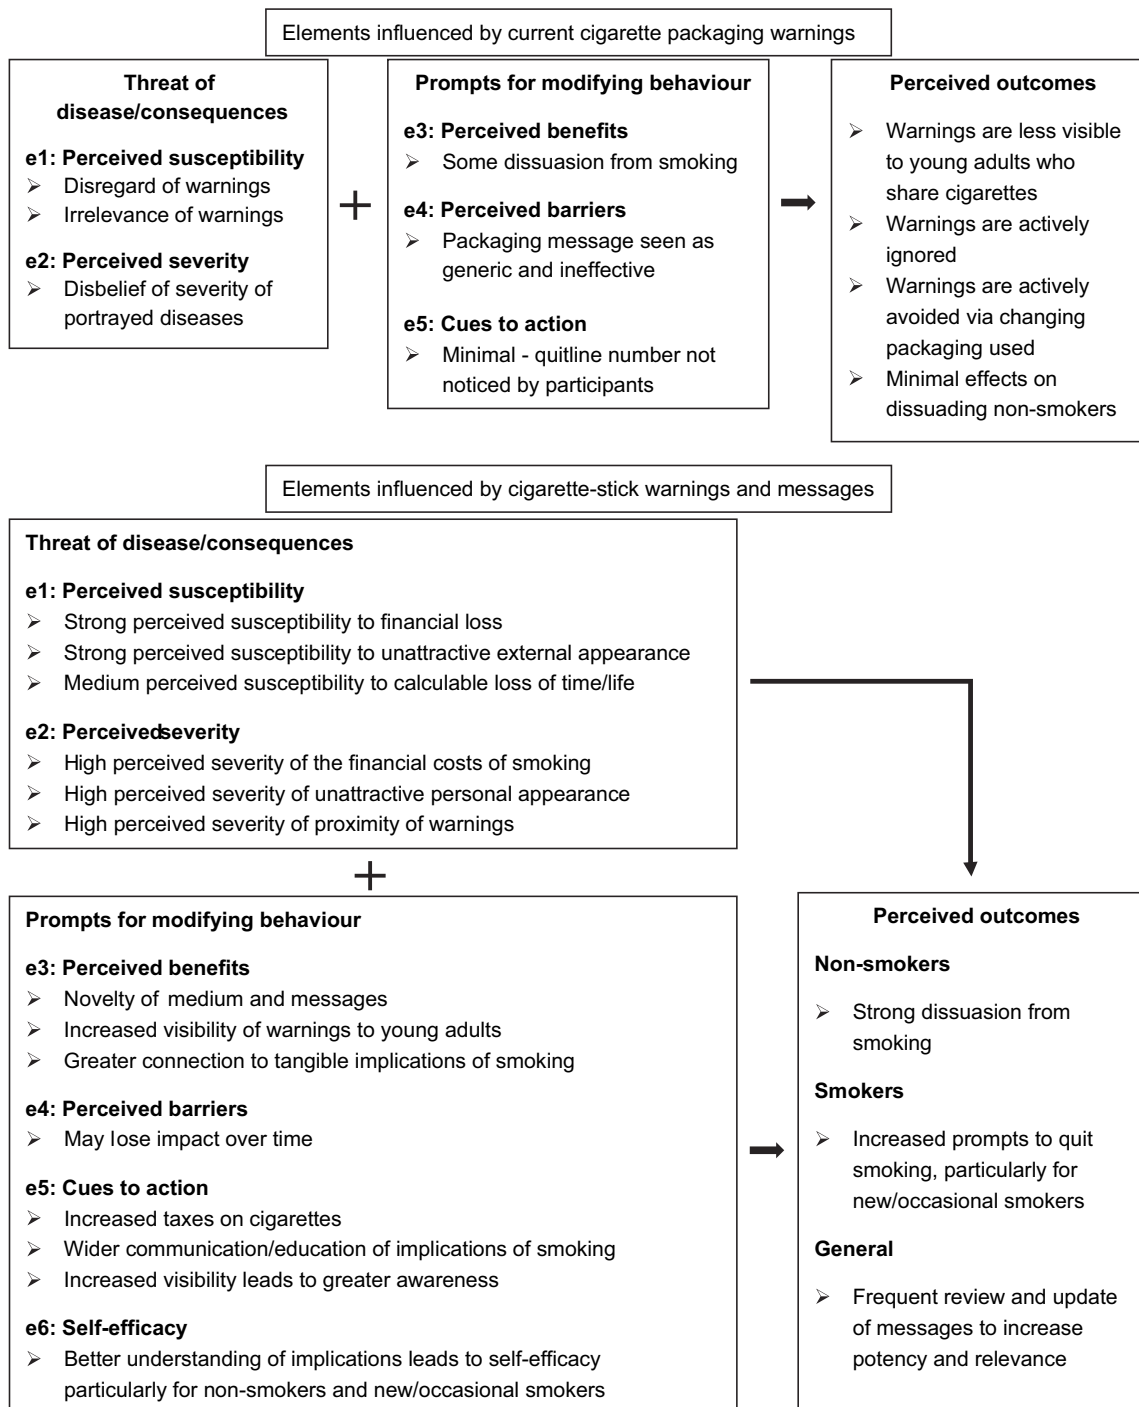 Elements influenced by current cigarette packaging warnings
Threat of
disease/consequences
e1: Perceived susceptibility
➢ Disregard of warnings
➢ Irrelevance of warnings
e2: Perceived severity
➢ Disbelief of severity of
portrayed diseases
+
Prompts for modifying behaviour
e3: Perceived benefits
➢ Some dissuasion from smoking
e4: Perceived barriers
➢ Packaging message seen as
generic and ineffective
e5: Cues to action
➢ Minimal - quitline number not
noticed by participants
Perceived outcomes
➢ Warnings are less visible
to young adults who
share cigarettes
➢ Warnings are actively
ignored
➢ Warnings are actively
avoided via changing
packaging used
➢ Minimal effects on
dissuading non-smokers
Elements influenced by cigarette-stick warnings and messages
Threat of disease/consequences
e1: Perceived susceptibility
➢ Strong perceived susceptibility to financial loss
➢ Strong perceived susceptibility to unattractive external appearance
➢ Medium perceived susceptibility to calculable loss of time/life
e2: Perceivedseverity
➢ High perceived severity of the financial costs of smoking
➢ High perceived severity of unattractive personal appearance
➢ High perceived severity of proximity of warnings
+
Prompts for modifying behaviour
e3: Perceived benefits
➢ Novelty of medium and messages
➢ Increased visibility of warnings to young adults
➢ Greater connection to tangible implications of smoking
e4: Perceived barriers
➢ May lose impact over time
e5: Cues to action
➢ Increased taxes on cigarettes
➢ Wider communication/education of implications of smoking
➢ Increased visibility leads to greater awareness
e6: Self-efficacy
➢ Better understanding of implications leads to self-efficacy
particularly for non-smokers and new/occasional smokers
Perceived outcomes
Non-smokers
➢ Strong dissuasion from
smoking
Smokers
➢ Increased prompts to quit
smoking, particularly for
new/occasional smokers
General
➢ Frequent review and update
of messages to increase
potency and relevance